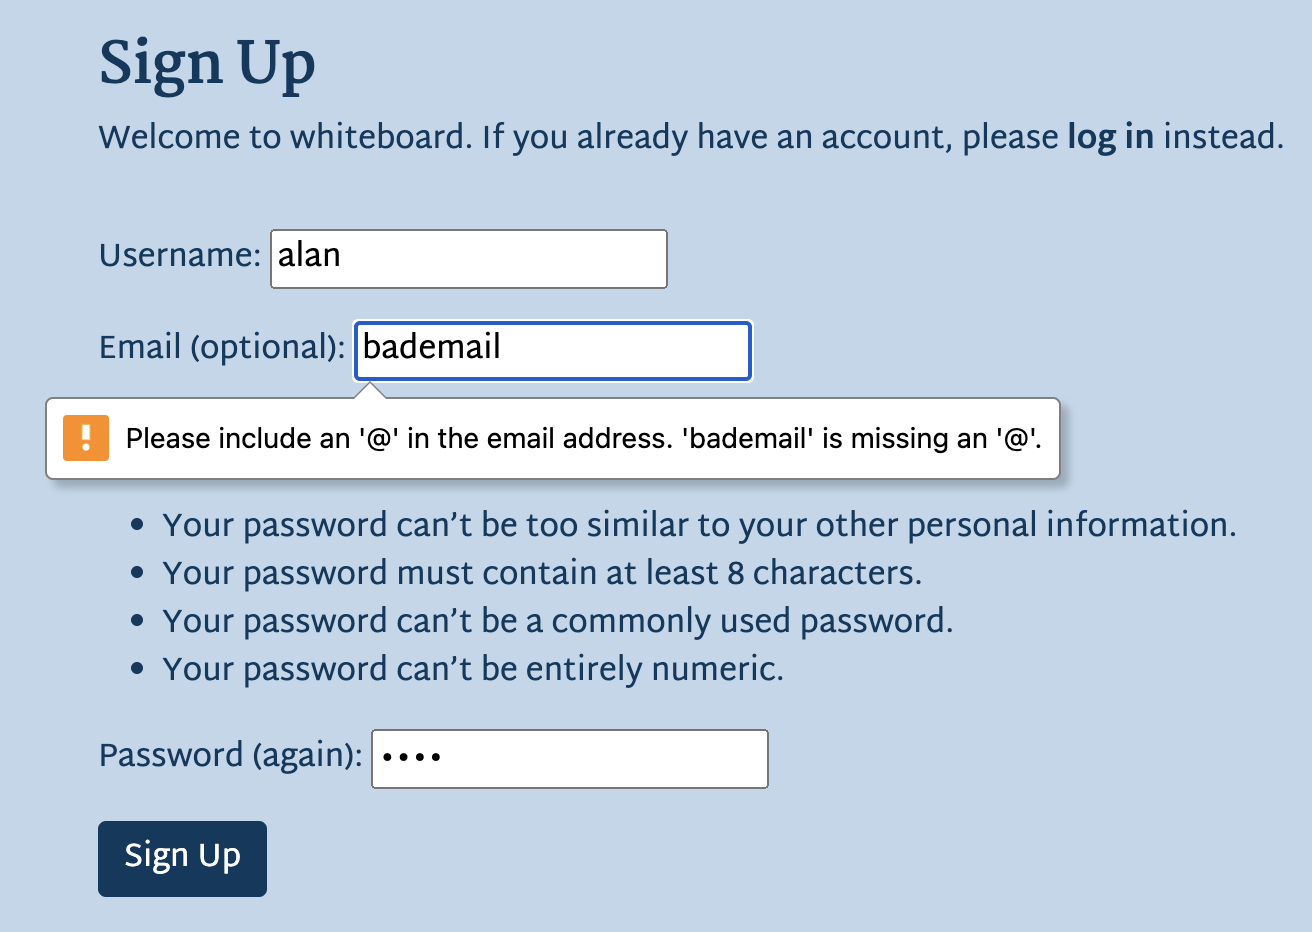 Sign Up
Welcome to whiteboard. If you already have an account, please log in instead.
Username: alan
Email (optional): bademail
! Please include an '@' in the email address. 'bademail' is missing an '@'.
• Your password can’t be too similar to your other personal information.
• Your password must contain at least 8 characters.
• Your password can’t be a commonly used password.
• Your password can’t be entirely numeric.
Password (again): ••••
Sign Up